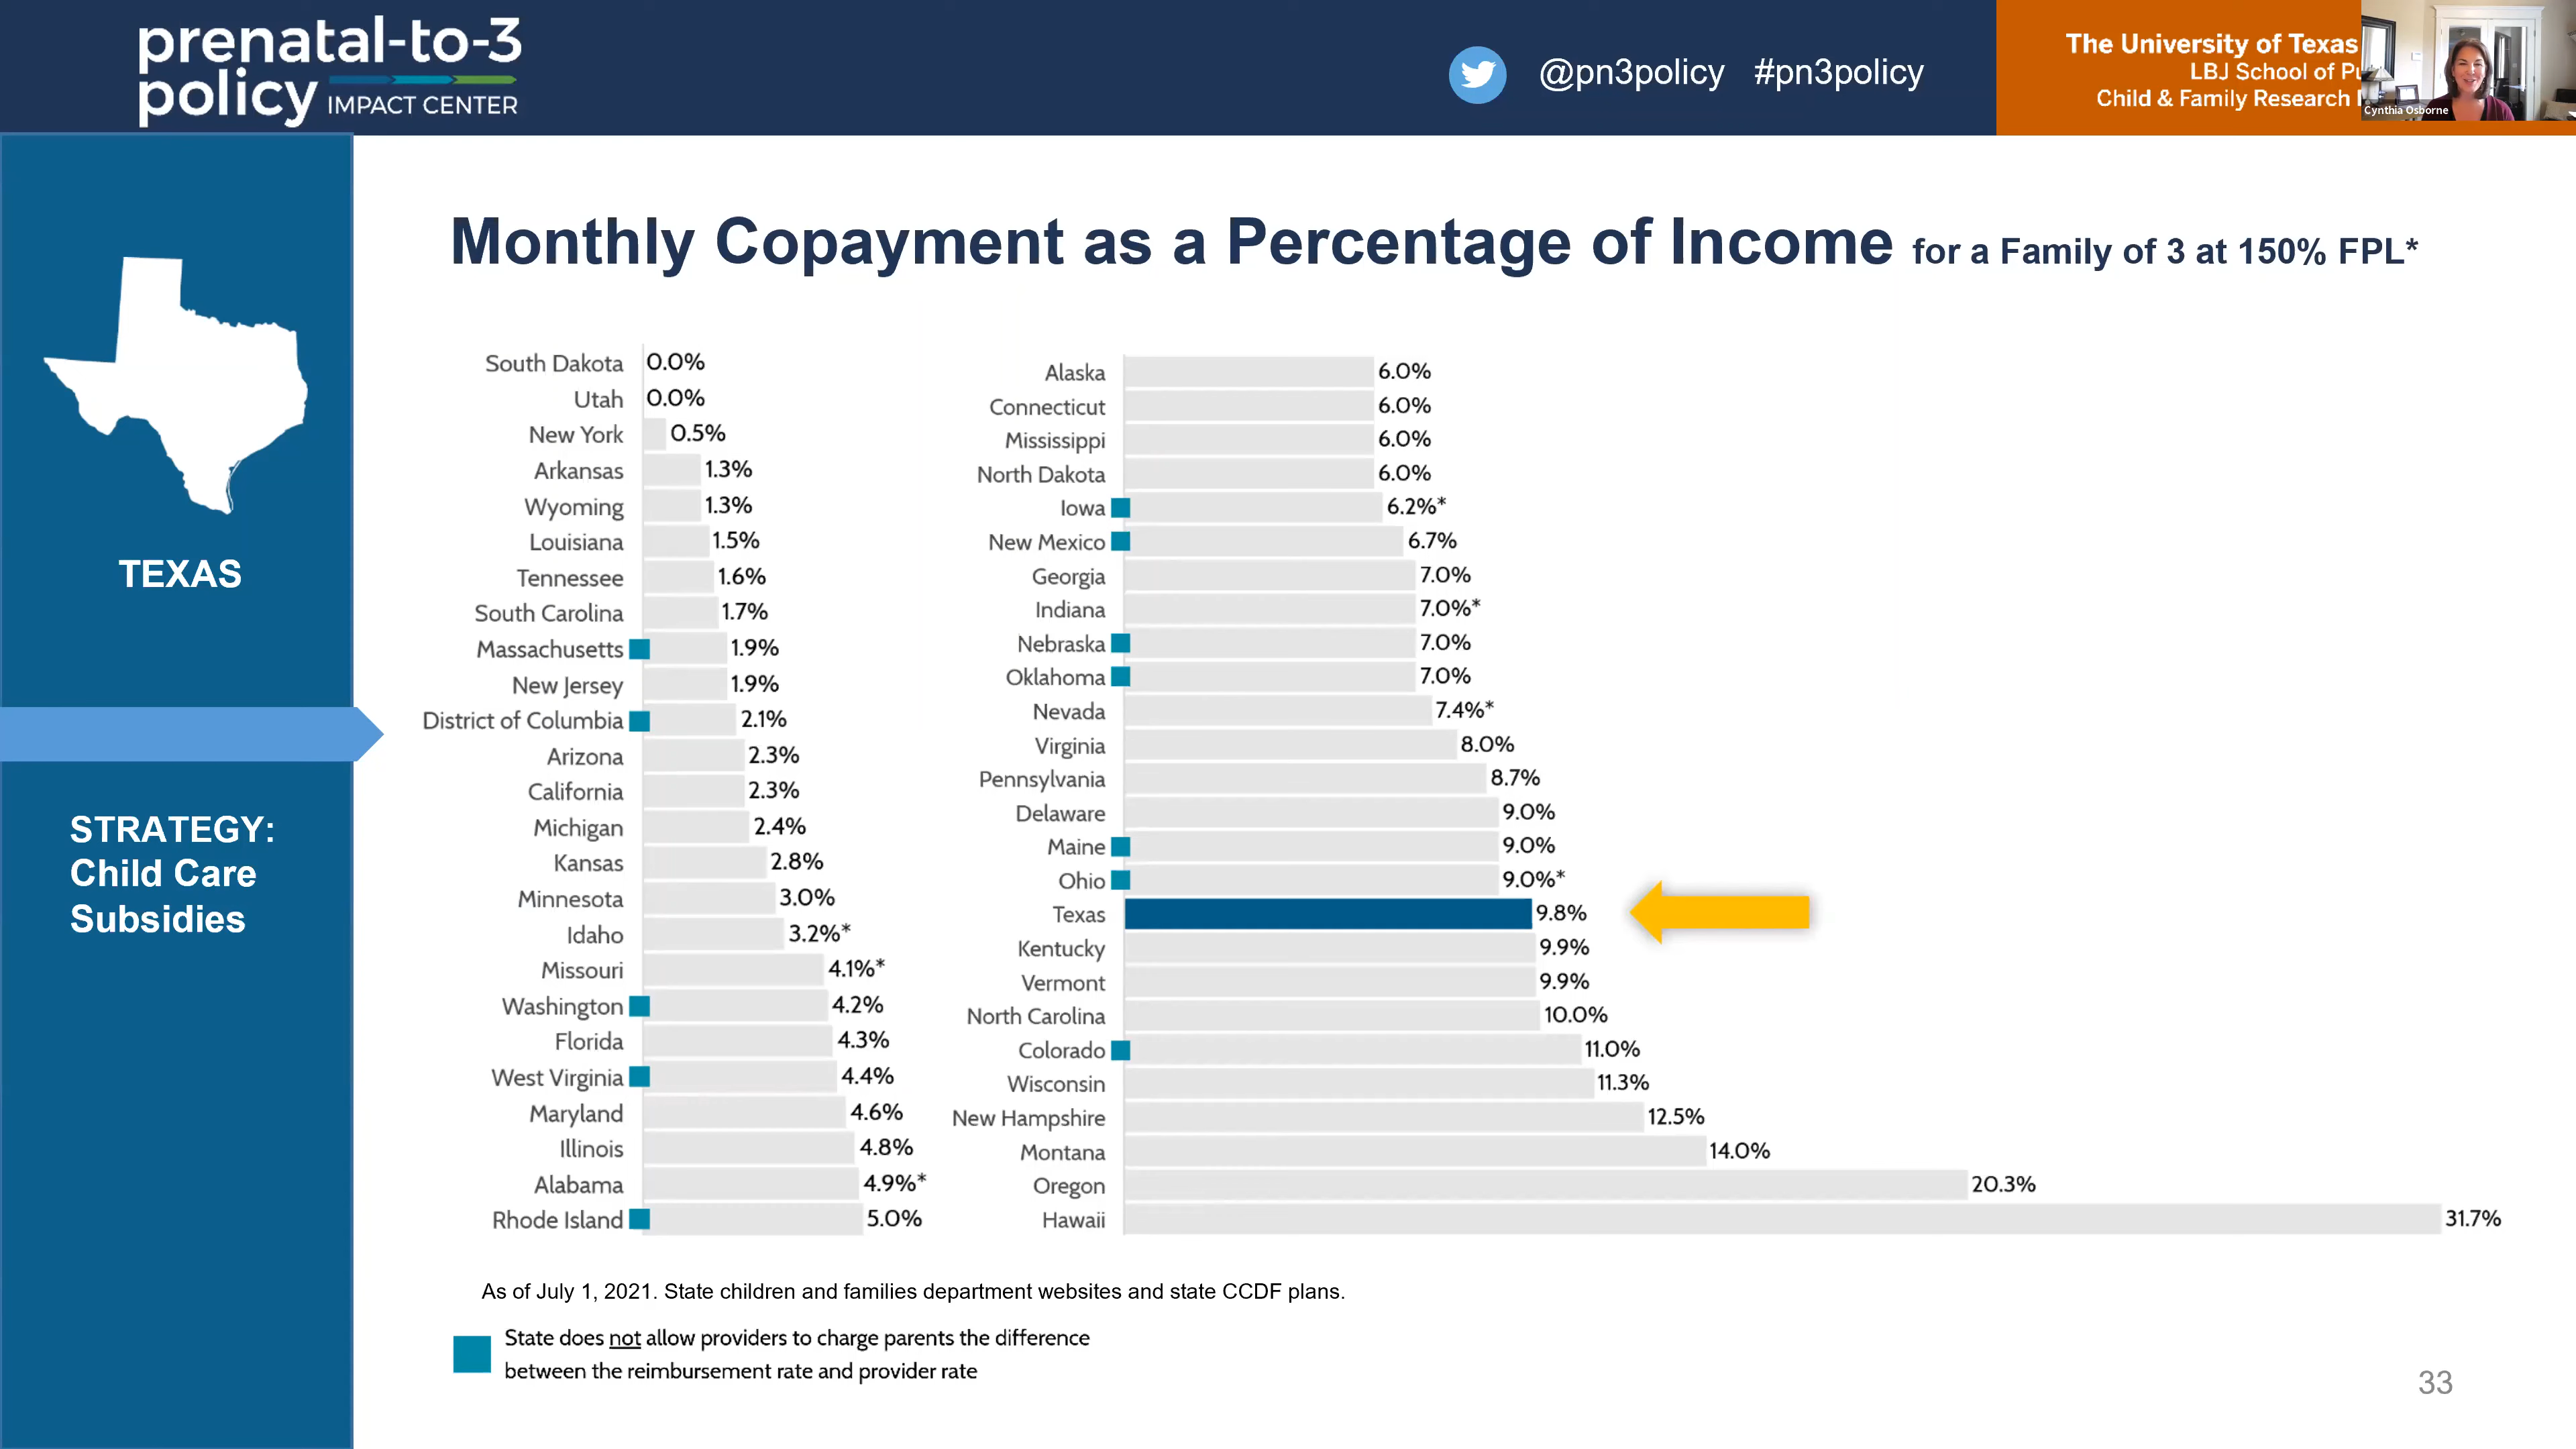 prenatal-to-3
policy IMPACT CENTER
@pn3policy #pn3policy
The University of Texas
LBJ School of
Child & Family Research
Cynthia Osborne
TEXAS
STRATEGY:
Child Care
Subsidies
Monthly Copayment as a Percentage of Income for a Family of 3 at 150% FPL*
South Dakota 0.0%
Utah 0.0%
New York 0.5%
Arkansas 1.3%
Wyoming 1.3%
Louisiana 1.5%
Tennessee 1.6%
South Carolina 1.7%
Massachusetts 1.9%
New Jersey 1.9%
District of Columbia 2.1%
Arizona 2.3%
California 2.3%
Michigan 2.4%
Kansas 2.8%
Minnesota 3.0%
Idaho 3.2%*
Missouri 4.1%*
Washington 4.2%
Florida 4.3%
West Virginia 4.4%
Maryland 4.6%
Illinois 4.8%
Alabama 4.9%*
Rhode Island 5.0%
Alaska 6.0%
Connecticut 6.0%
Mississippi 6.0%
North Dakota 6.0%
Iowa 6.2%*
New Mexico 6.7%
Georgia 7.0%
Indiana 7.0%*
Nebraska 7.0%
Oklahoma 7.0%
Nevada 7.4%*
Virginia 8.0%
Pennsylvania 8.7%
Delaware 9.0%
Maine 9.0%
Ohio 9.0%*
Texas 9.8%
Kentucky 9.9%
Vermont 9.9%
North Carolina 10.0%
Colorado 11.0%
Wisconsin 11.3%
New Hampshire 12.5%
Montana 14.0%
Oregon 20.3%
Hawaii 31.7%
As of July 1, 2021. State children and families department websites and state CCDF plans.
State does not allow providers to charge parents the difference
between the reimbursement rate and provider rate
33